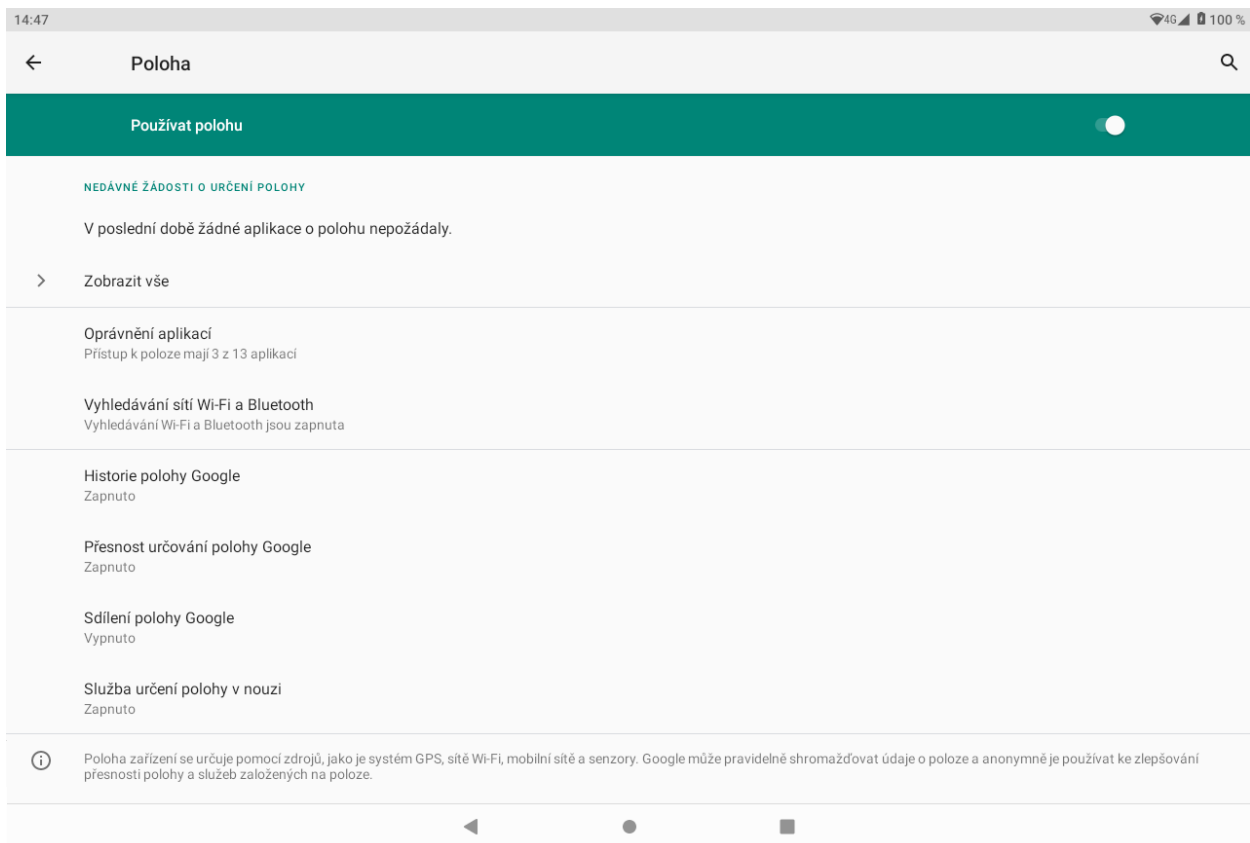 14:47
4G 100 %
Poloha
Používat polohu
NEDÁVNÉ ŽÁDOSTI O URČENÍ POLOHY
V poslední době žádné aplikace o polohu nepožádaly.
Zobrazit vše
Oprávnění aplikací
Přístup k poloze mají 3 z 13 aplikací
Vyhledávání sítí Wi-Fi a Bluetooth
Vyhledávání Wi-Fi a Bluetooth jsou zapnuta
Historie polohy Google
Zapnuto
Přesnost určování polohy Google
Zapnuto
Sdílení polohy Google
Vypnuto
Služba určení polohy v nouzi
Zapnuto
Poloha zařízení se určuje pomocí zdrojů, jako je systém GPS, sítě Wi-Fi, mobilní sítě a senzory. Google může pravidelně shromažďovat údaje o poloze a anonymně je používat ke zlepšování
přesnosti polohy a služeb založených na poloze.